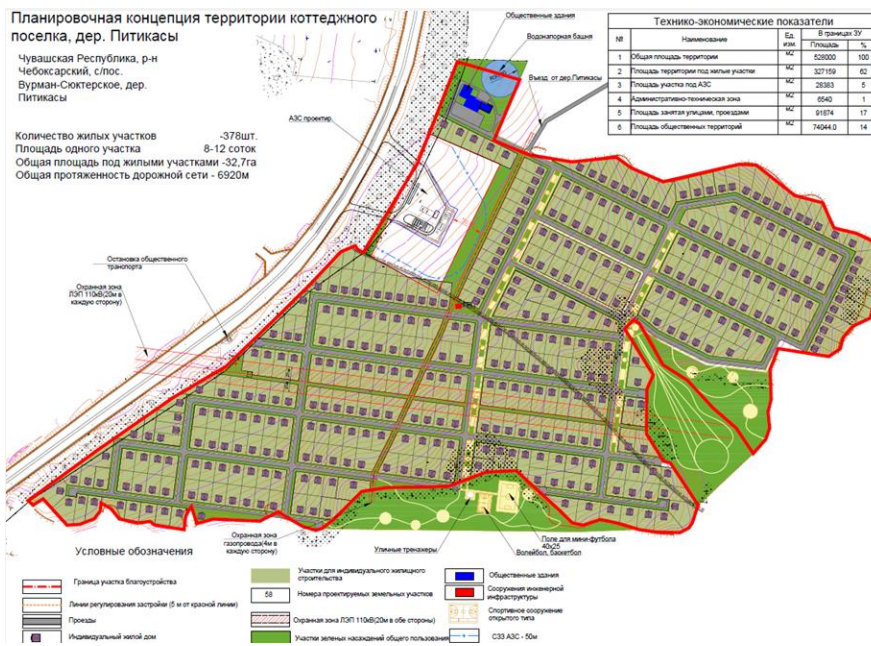 Планировочная концепция территории коттеджного
поселка, дер. Питикасы
Чувашская Республика, р-н
Чебоксарский, с/пос.
Вурман-Сюктерское, дер.
Питикасы
Количество жилых участков -378шт.
Площадь одного участка 8-12 соток
Общая площадь под жилыми участками -32,7га
Общая протяженность дорожной сети - 6920м
Общественные здания
Водонапорная башня
Въезд от дер.Питикасы
АЗС проектир.
Технико-экономические показатели
№ Наименование Ед. изм. В границах ЗУ
Площадь %
1 Общая площадь территории м2 528000 100
2 Площадь территории под жилые участки м2 327159 62
3 Площадь участка под АЗС м2 28383 5
4 Административно-техническая зона м2 6540 1
5 Площадь занятая улицами, проездами м2 91874 17
6 Площадь общественных территорий м2 74044.0 14
Остановка общественного
транспорта
Охранная зона
ЛЭП 110кВ(20м в
каждую сторону)
Охранная зона
газопровода(4м в
каждую сторону)
Уличные тренажеры
Поле для мини-футбола
40х25
Волейбол, баскетбол
Условные обозначения
Граница участка благоустройства
Линии регулирования застройки (5 м от красной линии)
Проезды
Индивидуальный жилой дом
Участки для индивидуального жилищного
строительства
58 Номера проектируемых земельных участков
Охранная зона ЛЭП 110кВ(20м в обе стороны)
Участки зеленых насаждений общего пользования
Общественные здания
Сооружения инженерной
инфраструктуры
Спортивное сооружение
открытого типа
СЗЗ АЗС - 50м